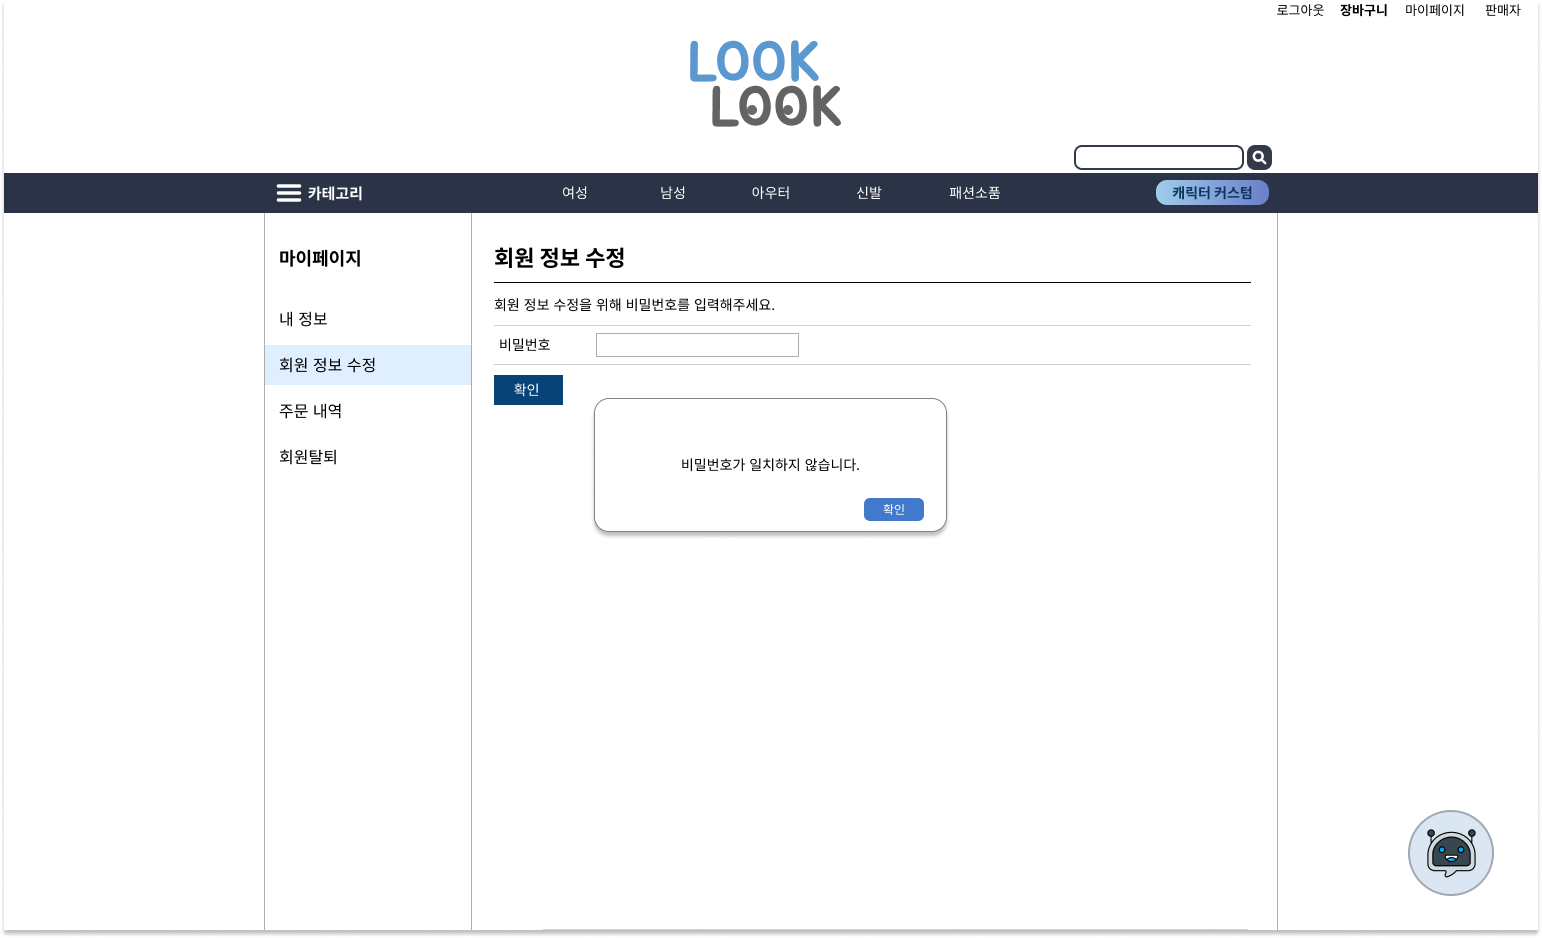 로그아웃 장바구니 마이페이지 판매자
LOOK
LOOK
카테고리 여성 남성 아우터 신발 패션소품 캐릭터 커스텀
마이페이지
내 정보
회원 정보 수정
주문 내역
회원탈퇴
회원 정보 수정
회원 정보 수정을 위해 비밀번호를 입력해주세요.
비밀번호
확인
비밀번호가 일치하지 않습니다.
확인